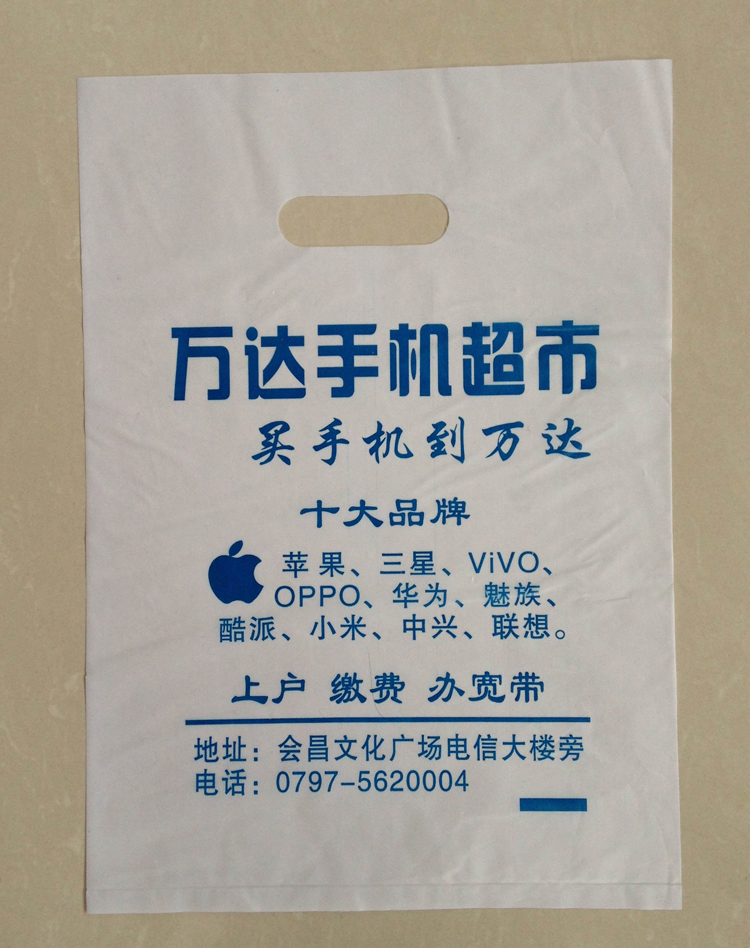 万达手机超市
买手机到万达
十大品牌
苹果、三星、ViVO、
OPPO、华为、魅族、
酷派、小米、中兴、联想。
上户 缴费 办宽带
地址：会昌文化广场电信大楼旁
电话：0797-5620004